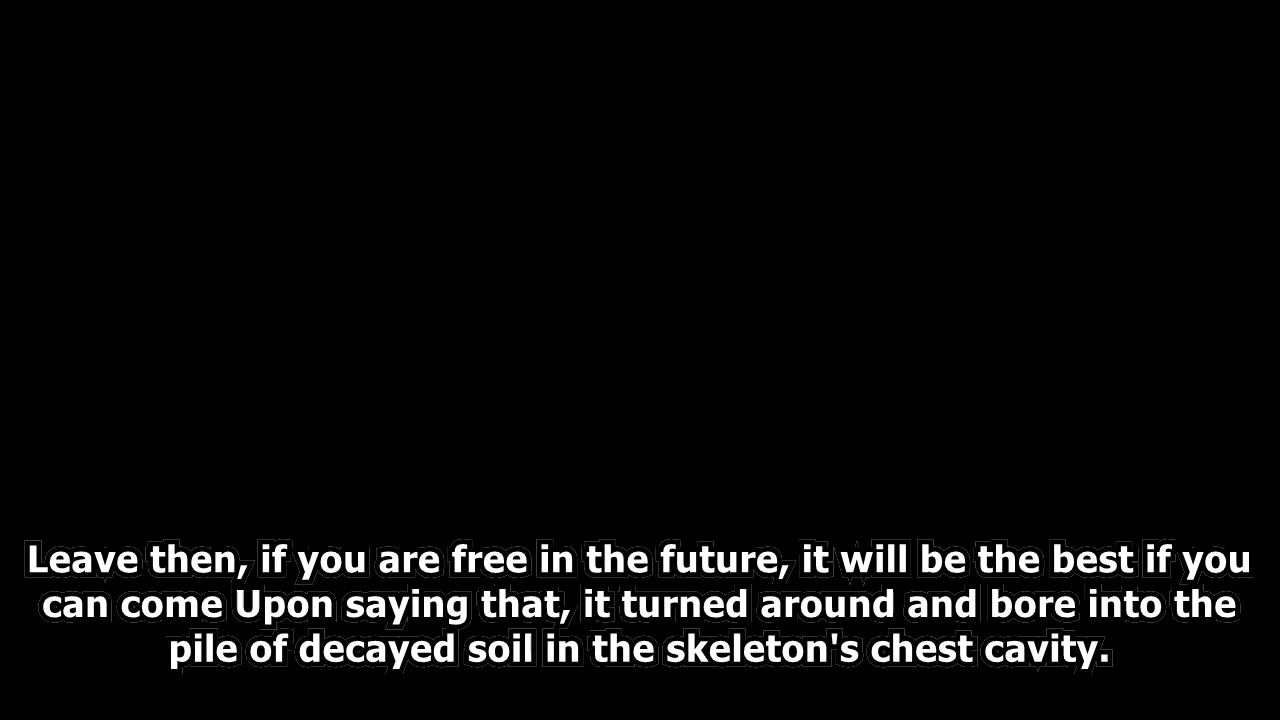 Leave then, if you are free in the future, it will be the best if you
can come Upon saying that, it turned around and bore into the
pile of decayed soil in the skeleton's chest cavity.